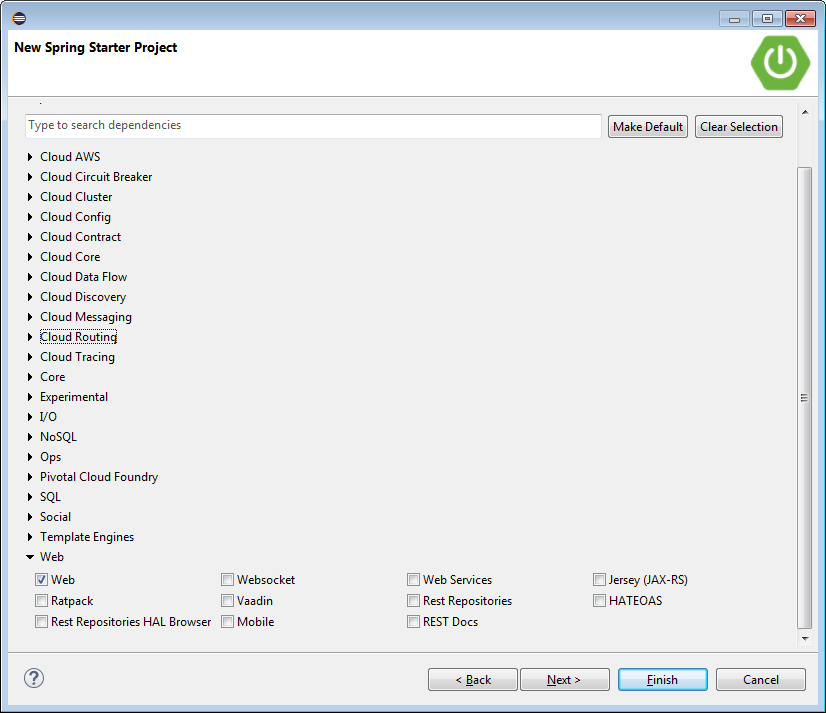 New Spring Starter Project
Type to search dependencies
Make Default
Clear Selection
Cloud AWS
Cloud Circuit Breaker
Cloud Cluster
Cloud Config
Cloud Contract
Cloud Core
Cloud Data Flow
Cloud Discovery
Cloud Messaging
Cloud Routing
Cloud Tracing
Core
Experimental
I/O
NoSQL
Ops
Pivotal Cloud Foundry
SQL
Social
Template Engines
Web
Web Websocket Web Services Jersey (JAX-RS)
Ratpack Vaadin Rest Repositories HATEOAS
Rest Repositories HAL Browser Mobile REST Docs
? < Back Next > Finish Cancel